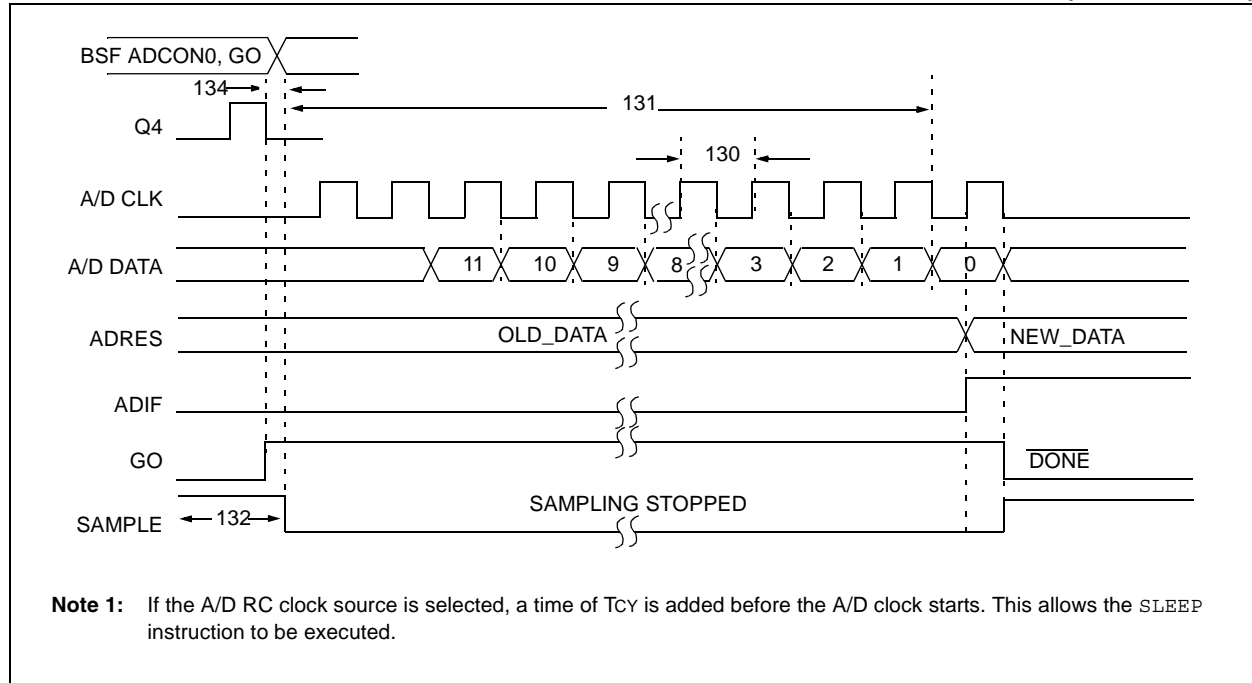 BSF ADCON0, GO
134
131
Q4
130
A/D CLK
A/D DATA 11 10 9 8 3 2 1 0
ADRES OLD_DATA NEW_DATA
ADIF
GO DONE
SAMPLING STOPPED
SAMPLE 132
Note 1: If the A/D RC clock source is selected, a time of TCY is added before the A/D clock starts. This allows the SLEEP
instruction to be executed.